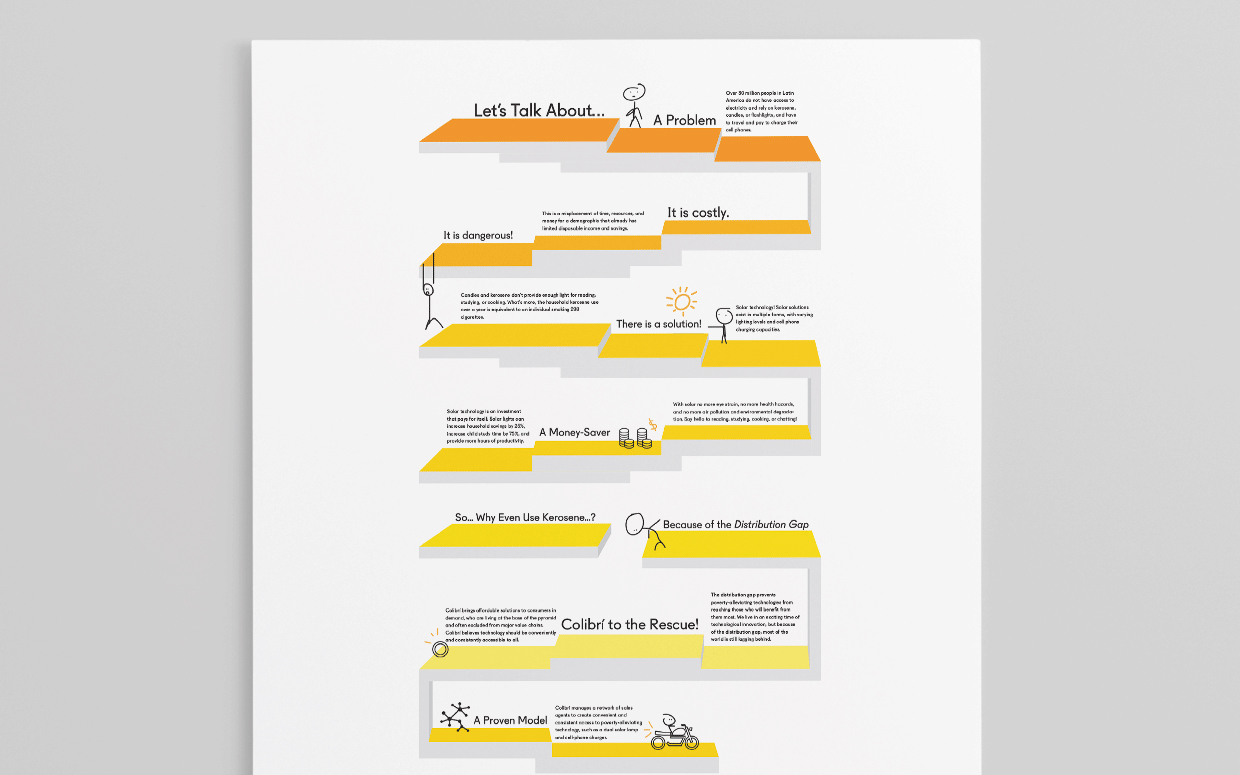 Let's Talk About...
A Problem
Over 30 million people in Latin
America do not have access to
electricity and rely on kerosene,
candles, or flashlights, and have
to travel and pay to charge their
cell phones.
It is costly.
This is a misplacement of time, resources, and
money for a demographic that already has
limited disposable income and savings.
It is dangerous!
Candles and kerosene don't provide enough light for reading,
studying, or cooking. What's more, the household kerosene use
over a year is equivalent to an individual smoking
cigarettes.
There is a solution!
Solar technology! Solar solutions
exist in multiple forms, with varying
lighting levels and cell phone
charging capacities.
With solar no more eye strain, no more health hazards,
and no more air pollution and environmental degrada-
tion. Say hello to reading, studying, cooking, or chatting!
A Money-Saver
Solar technology is an investment
that pays for itself. Solar lights can
increase household savings by
increase child study time by 75%, and
provide more hours of productivity.
So... Why Even Use Kerosene...?
Because of the Distribution Gap
The distribution gap prevents
poverty-alleviating technologies from
reaching those who will benefit from
them most. We live in an exciting time of
technological innovation, but because
of the distribution gap, most of the
world is still lagging behind.
Colibrí to the Rescue!
Colibrí brings affordable solutions to consumers in
demand, who are living at the base of the pyramid
and often excluded from major value chains.
Colibrí believes technology should be conveniently
and consistently accessible to all.
A Proven Model
Colibrí manages a network of sales
agents to create convenient and
consistent access to poverty-alleviating
technology, such as a dual solar lamp
and cell-phone charger.